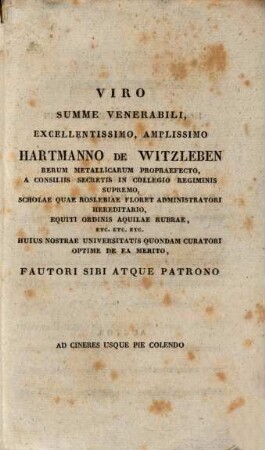 VIRO
SUMME VENERABILI,
EXCELLENTISSIMO, AMPLISSIMO
HARTMANNO DE WITZLEBEN
RERUM METALLICARUM PROPRAEFECTO,
A CONSILIIS SECRETIS IN COLLEGIO REGIMINIS
SUPREMO,
SCHOLAE QUAE ROSLEBIAE FLORET ADMINISTRATORI
HEREDITARIO,
EQUITI ORDINIS AQUILAE RUBRAE,
ETC. ETC. ETC.
HUIUS NOSTRAE UNIVERSITATIS QUONDAM CURATORI
OPTIME DE EA MERITO,
FAUTORI SIBI ATQUE PATRONO
AD CINERES USQUE PIE COLENDO